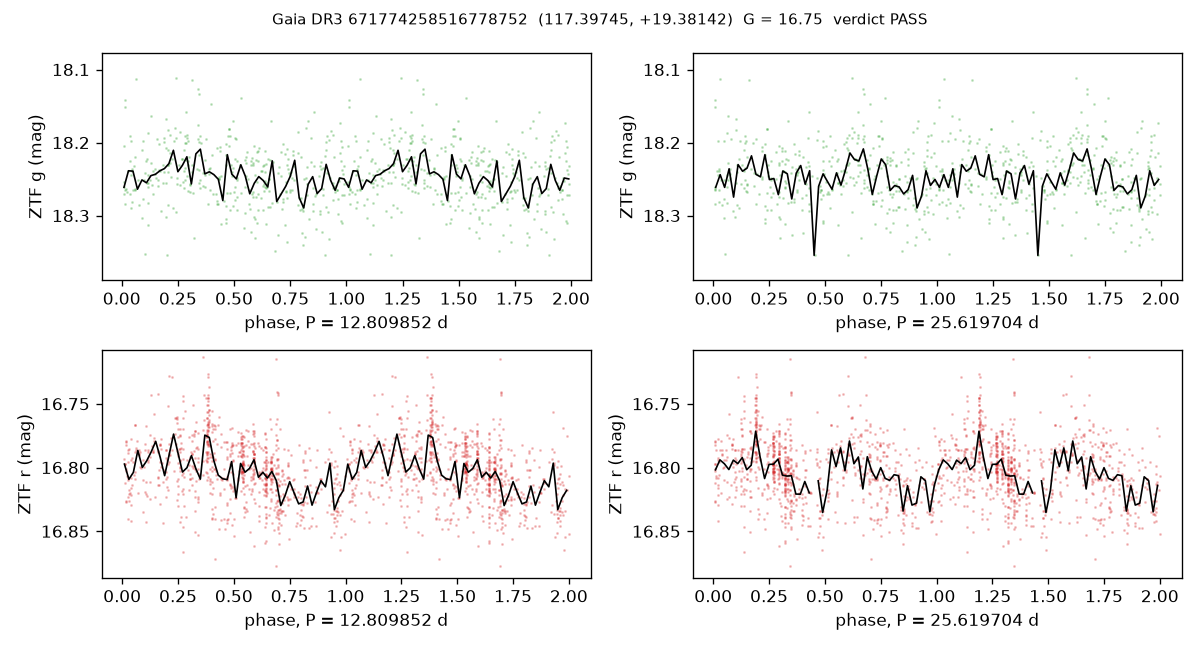 Gaia DR3 671774258516778752 (117.39745, +19.38142) G = 16.75 verdict PASS
ZTF g (mag)
18.1
18.2
18.3
0.00 0.25 0.50 0.75 1.00 1.25 1.50 1.75 2.00
phase, P = 12.809852 d
ZTF g (mag)
18.1
18.2
18.3
0.00 0.25 0.50 0.75 1.00 1.25 1.50 1.75 2.00
phase, P = 25.619704 d
ZTF r (mag)
16.75
16.80
16.85
0.00 0.25 0.50 0.75 1.00 1.25 1.50 1.75 2.00
phase, P = 12.809852 d
ZTF r (mag)
16.75
16.80
16.85
0.00 0.25 0.50 0.75 1.00 1.25 1.50 1.75 2.00
phase, P = 25.619704 d